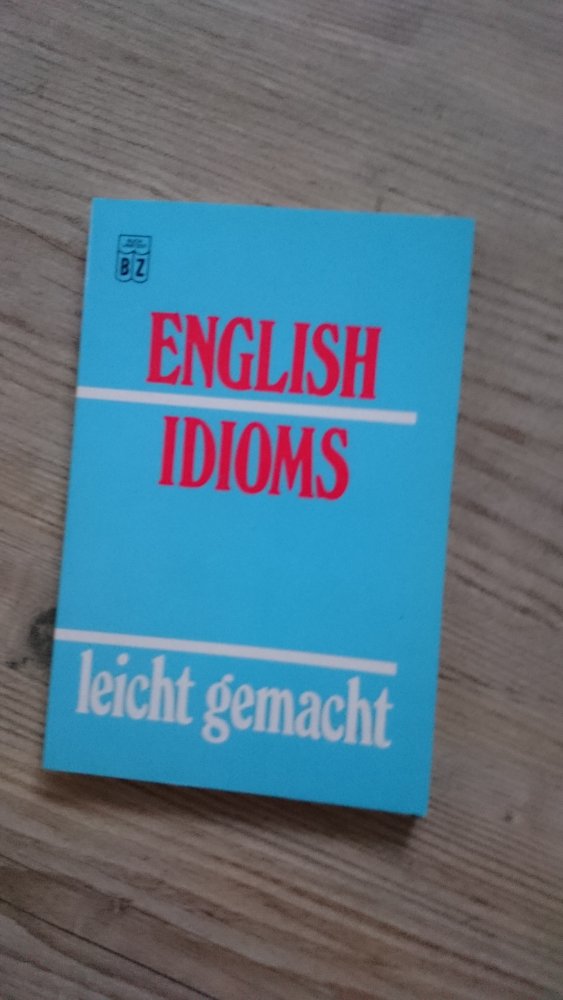 B Z
ENGLISH
IDIOMS
leicht gemacht